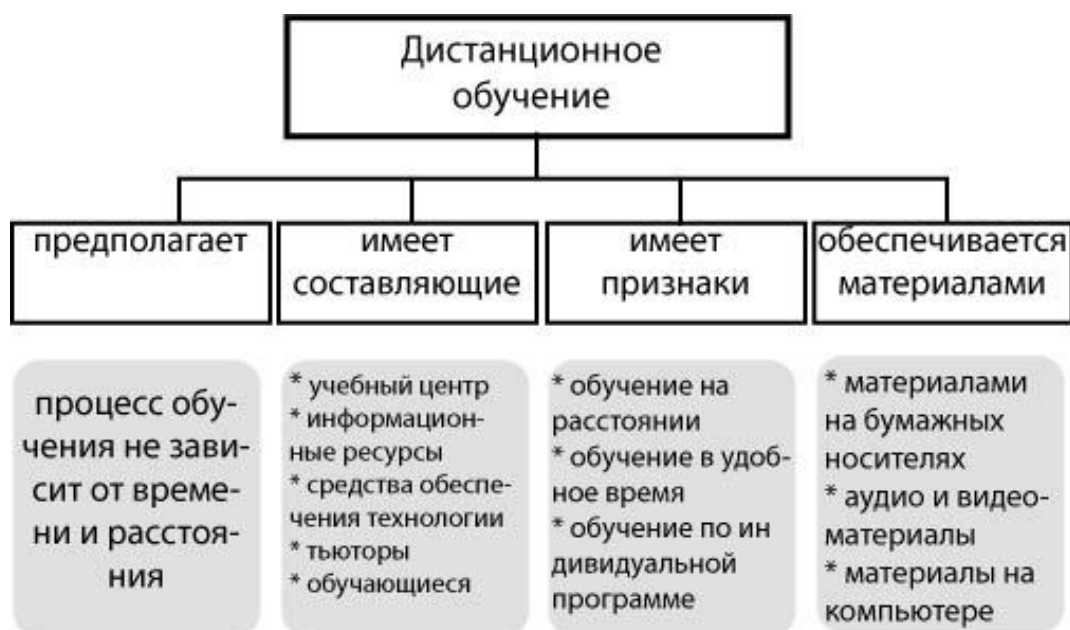 Дистанционное
обучение
предполагает
имеет
составляющие
имеет
признаки
обеспечивается
материалами
процесс обу-
чения не зави-
сит от време-
ни и расстоя-
ния
* учебный центр
* информацион-
ные ресурсы
* средства обеспе-
чения технологии
* тьюторы
* обучающиеся
* обучение на
расстоянии
* обучение в удоб-
ное время
* обучение по ин
дивидуальной
программе
* материалами
на бумажных
носителях
* аудио и видео-
материалы
* материалы на
компьютере